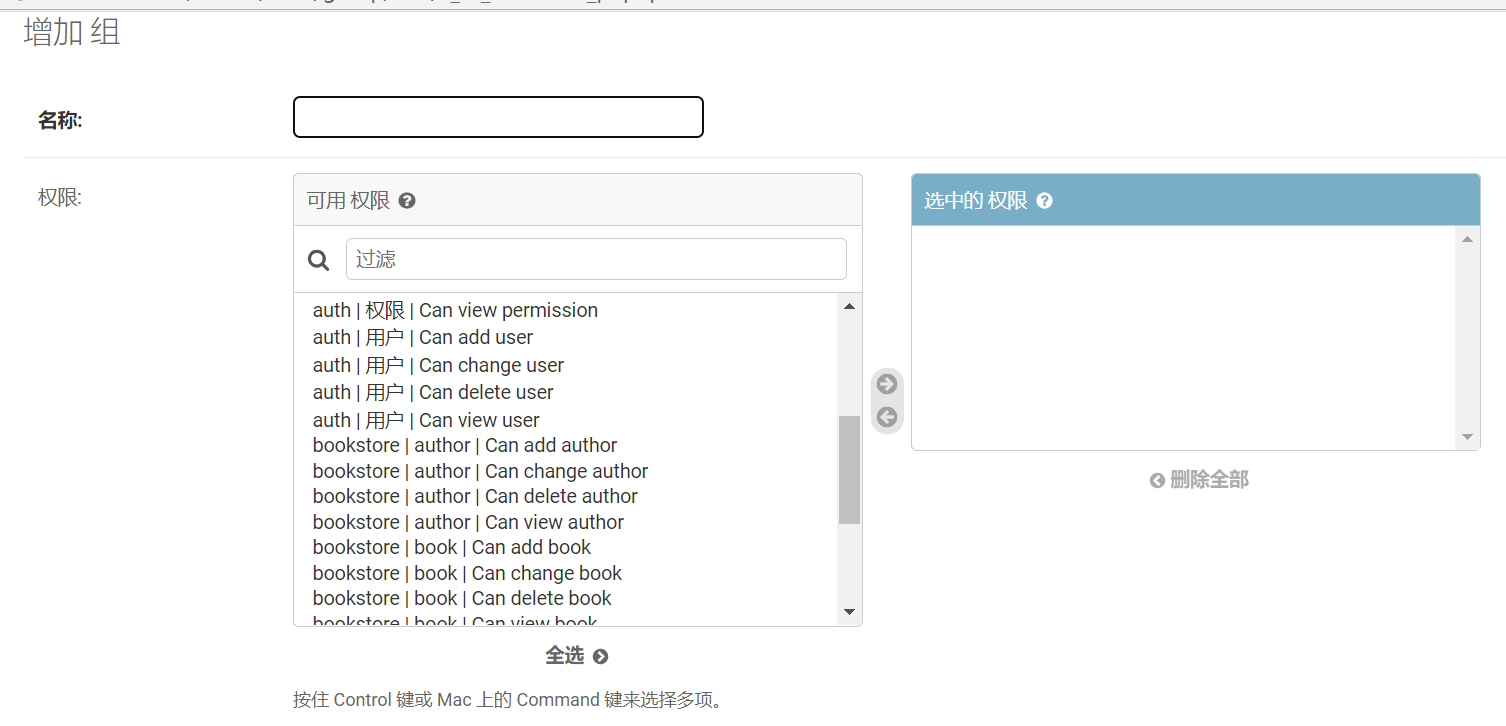 增加 组
名称:
权限:
可用 权限
过滤
auth | 权限 | Can view permission
auth | 用户 | Can add user
auth | 用户 | Can change user
auth | 用户 | Can delete user
auth | 用户 | Can view user
bookstore | author | Can add author
bookstore | author | Can change author
bookstore | author | Can delete author
bookstore | author | Can view author
bookstore | book | Can add book
bookstore | book | Can change book
bookstore | book | Can delete book
bookstore | book | Can view book
全选
按住 Control 键或 Mac 上的 Command 键来选择多项。
选中的 权限
删除全部